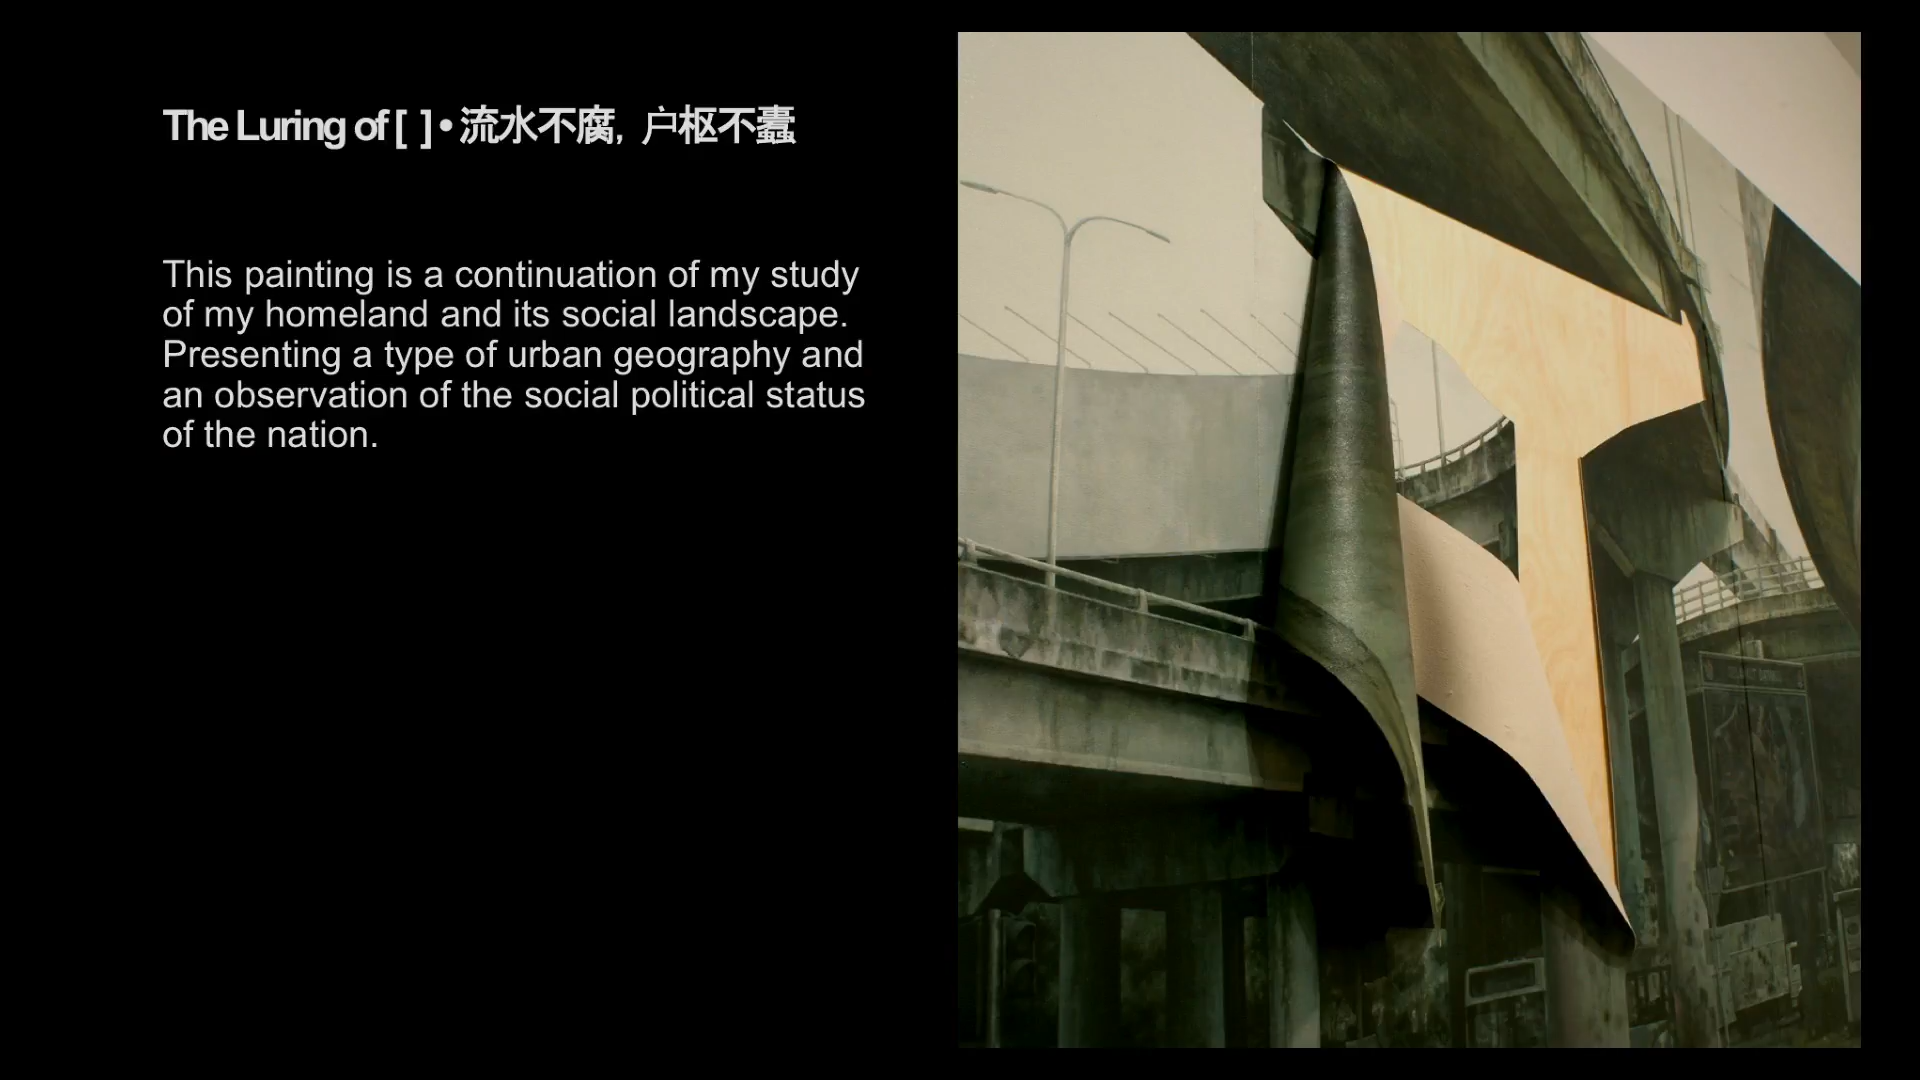 The Luring of [ ] • 流水不腐, 户枢不蠹
This painting is a continuation of my study
of my homeland and its social landscape.
Presenting a type of urban geography and
an observation of the social political status
of the nation.